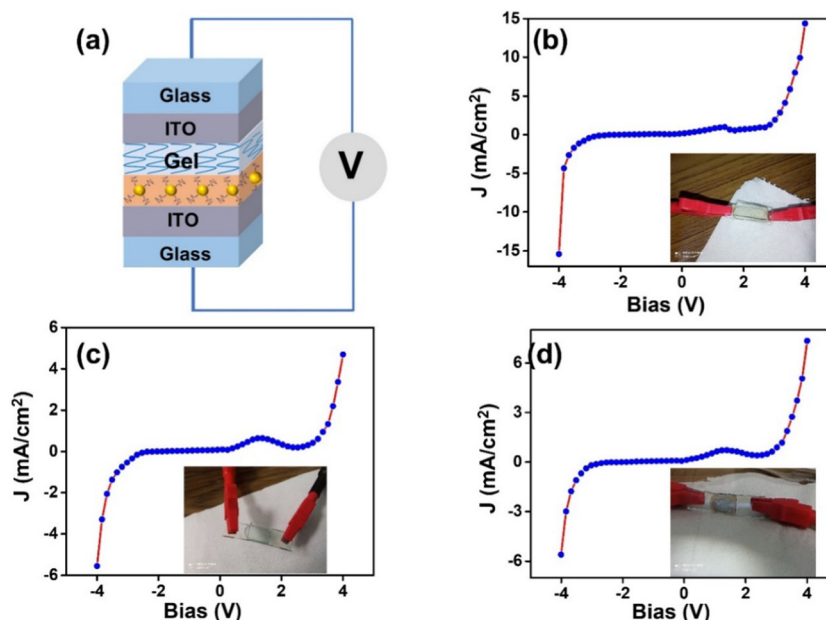 (a)
Glass
ITO
Gel
ITO
Glass
V
(b)
J (mA/cm²)
15
10
5
0
-5
-10
-15
-4 -2 0 2 4
Bias (V)
(c)
J (mA/cm²)
6
4
2
0
-2
-4
-6
-4 -2 0 2 4
Bias (V)
(d)
J (mA/cm²)
6
3
0
-3
-6
-4 -2 0 2 4
Bias (V)